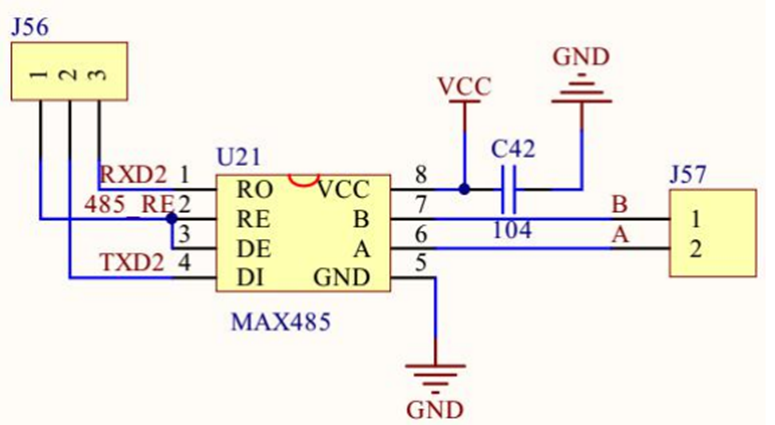 J56
1 2 3
GND
VCC
C42
U21
J57
RXD2 1 RO VCC 8
485_RE 2 RE B 7 B 1
104
3 DE A 6 A 2
TXD2 4 DI GND 5
MAX485
GND